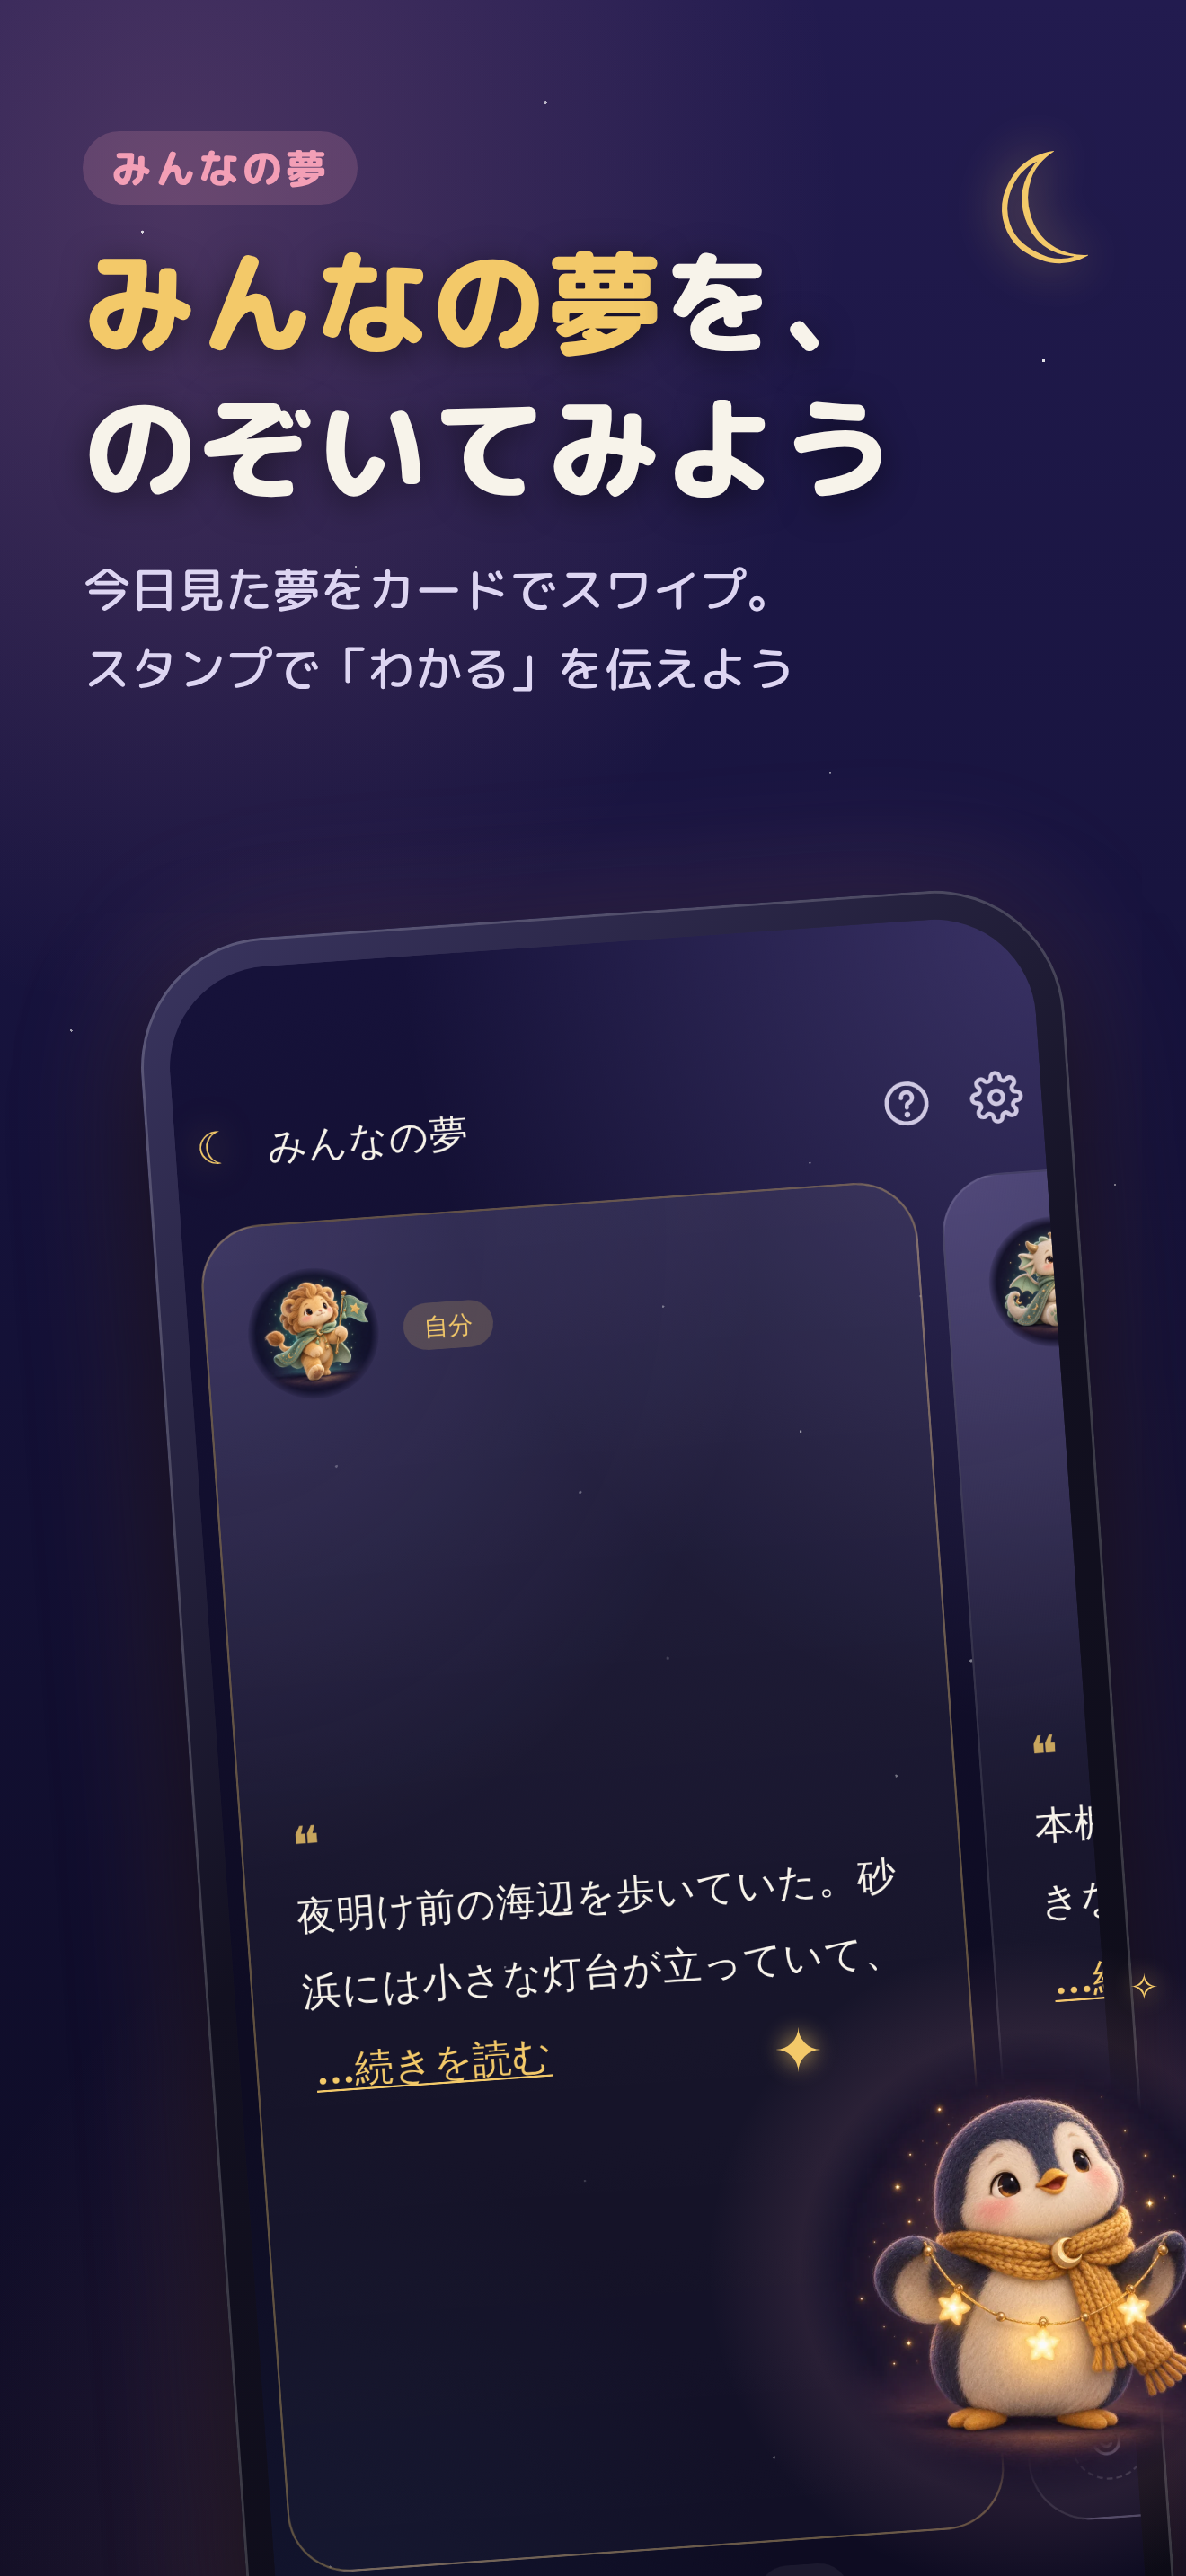 みんなの夢
みんなの夢を、
のぞいてみよう
今日見た夢をカードでスワイプ。
スタンプで「わかる」を伝えよう
みんなの夢
自分
❝
夜明け前の海辺を歩いていた。砂
浜には小さな灯台が立っていて、
...続きを読む
❝
本
きな
...